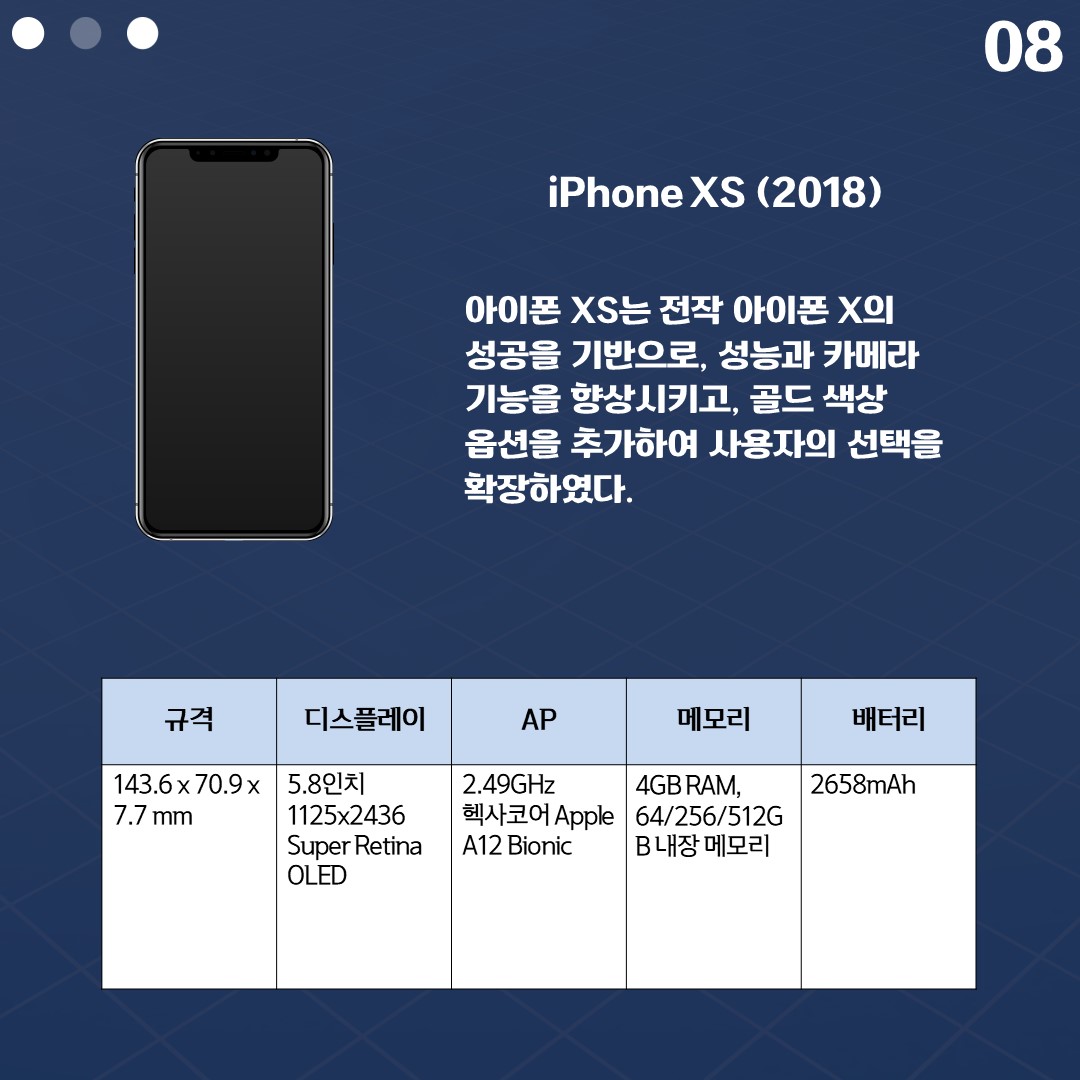 08
iPhone XS (2018)
아이폰 XS는 전작 아이폰 X의
성공을 기반으로, 성능과 카메라
기능을 향상시키고, 골드 색상
옵션을 추가하여 사용자의 선택을
확장하였다.
규격
디스플레이
AP
메모리
배터리
143.6 x 70.9 x
7.7 mm
5.8인치
1125x2436
Super Retina
OLED
2.49GHz
헥사코어 Apple
A12 Bionic
4GB RAM,
64/256/512G
B 내장 메모리
2658mAh